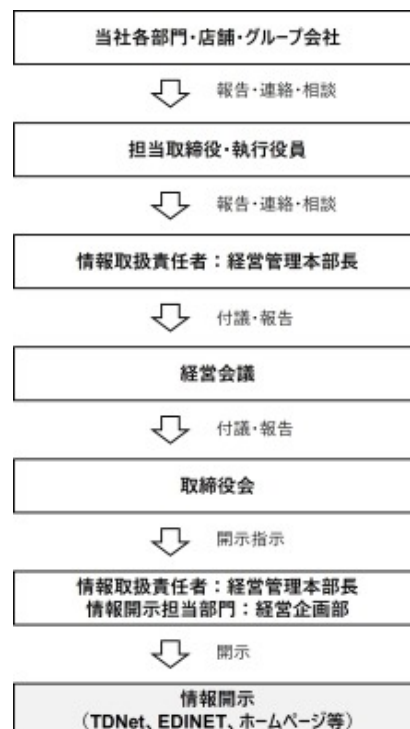 当社各部門・店舗・グループ会社
報告・連絡・相談
担当取締役・執行役員
報告・連絡・相談
情報取扱責任者：経営管理本部長
付議・報告
経営会議
付議・報告
取締役会
開示指示
情報取扱責任者：経営管理本部長
情報開示担当部門：経営企画部
開示
情報開示
（TDNet、EDINET、ホームページ等）